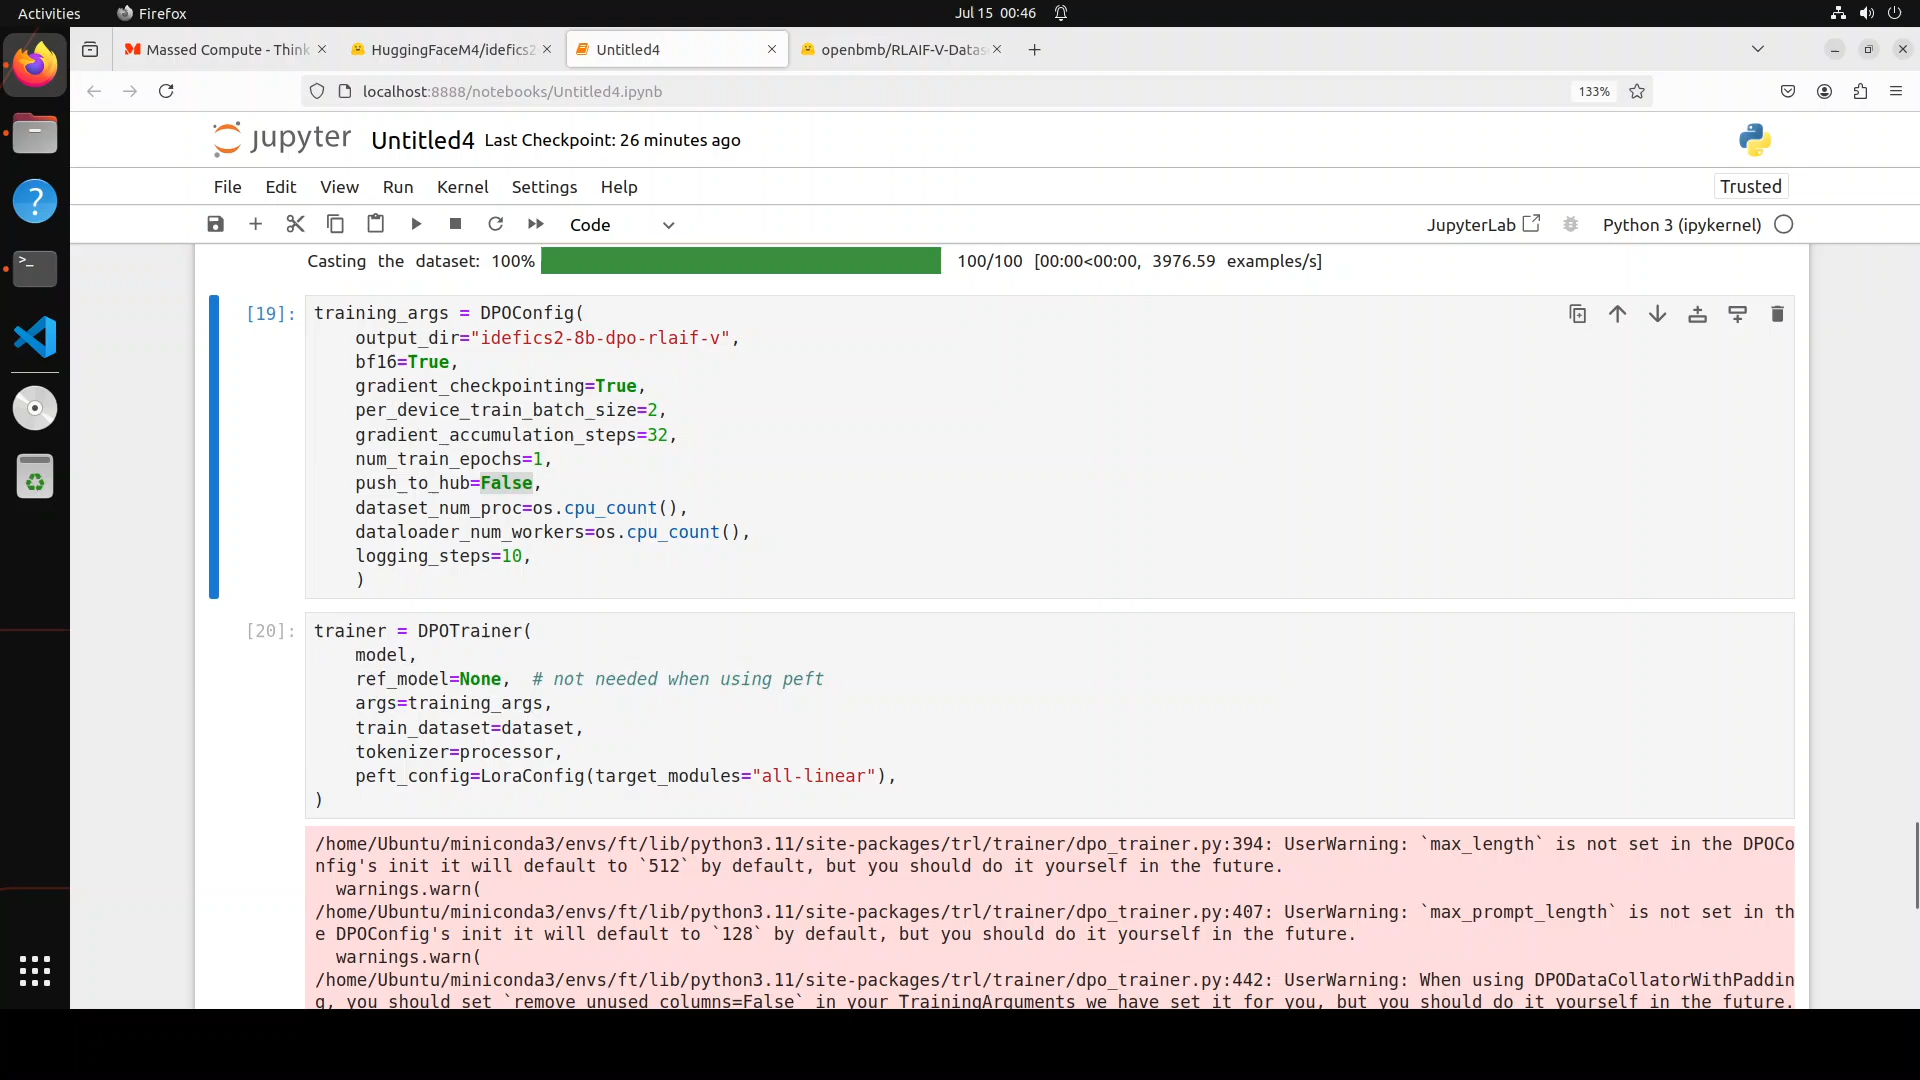 Activities
Firefox
Jul 15 00:46
Massed Compute - Think
HuggingFaceM4/idefics2
Untitled4
openbmb/RLAIF-V-Datas
localhost:8888/notebooks/Untitled4.ipynb
133%
jupyter
Untitled4
Last Checkpoint: 26 minutes ago
File
Edit
View
Run
Kernel
Settings
Help
Trusted
Code
JupyterLab
Python 3 (ipykernel)
Casting the dataset: 100%
100/100 [00:00<00:00, 3976.59 examples/s]
[19]:
training_args = DPOConfig(
output_dir="idefics2-8b-dpo-rlaif-v",
bf16=True,
gradient_checkpointing=True,
per_device_train_batch_size=2,
gradient_accumulation_steps=32,
num_train_epochs=1,
push_to_hub=False,
dataset_num_proc=os.cpu_count(),
dataloader_num_workers=os.cpu_count(),
logging_steps=10,
)
[20]:
trainer = DPOTrainer(
model,
ref_model=None,  # not needed when using peft
args=training_args,
train_dataset=dataset,
tokenizer=processor,
peft_config=LoraConfig(target_modules="all-linear"),
)
/home/Ubuntu/miniconda3/envs/ft/lib/python3.11/site-packages/trl/trainer/dpo_trainer.py:394: UserWarning: `max_length` is not set in the DPOCo
nfig's init it will default to `512` by default, but you should do it yourself in the future.
warnings.warn(
/home/Ubuntu/miniconda3/envs/ft/lib/python3.11/site-packages/trl/trainer/dpo_trainer.py:407: UserWarning: `max_prompt_length` is not set in th
e DPOConfig's init it will default to `128` by default, but you should do it yourself in the future.
warnings.warn(
/home/Ubuntu/miniconda3/envs/ft/lib/python3.11/site-packages/trl/trainer/dpo_trainer.py:442: UserWarning: When using DPODataCollatorWithPaddin
g, you should set `remove_unused_columns=False` in your TrainingArguments we have set it for you, but you should do it yourself in the future.